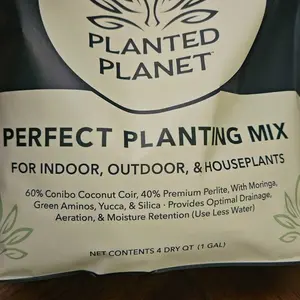 PLANTED
PLANET™
PERFECT PLANTING MIX
FOR INDOOR, OUTDOOR, & HOUSEPLANTS
60% Conibo Coconut Coir, 40% Premium Perlite, With Moringa,
Green Aminos, Yucca, & Silica · Provides Optimal Drainage,
Aeration, & Moisture Retention (Use Less Water)
NET CONTENTS 4 DRY QT (1 GAL)